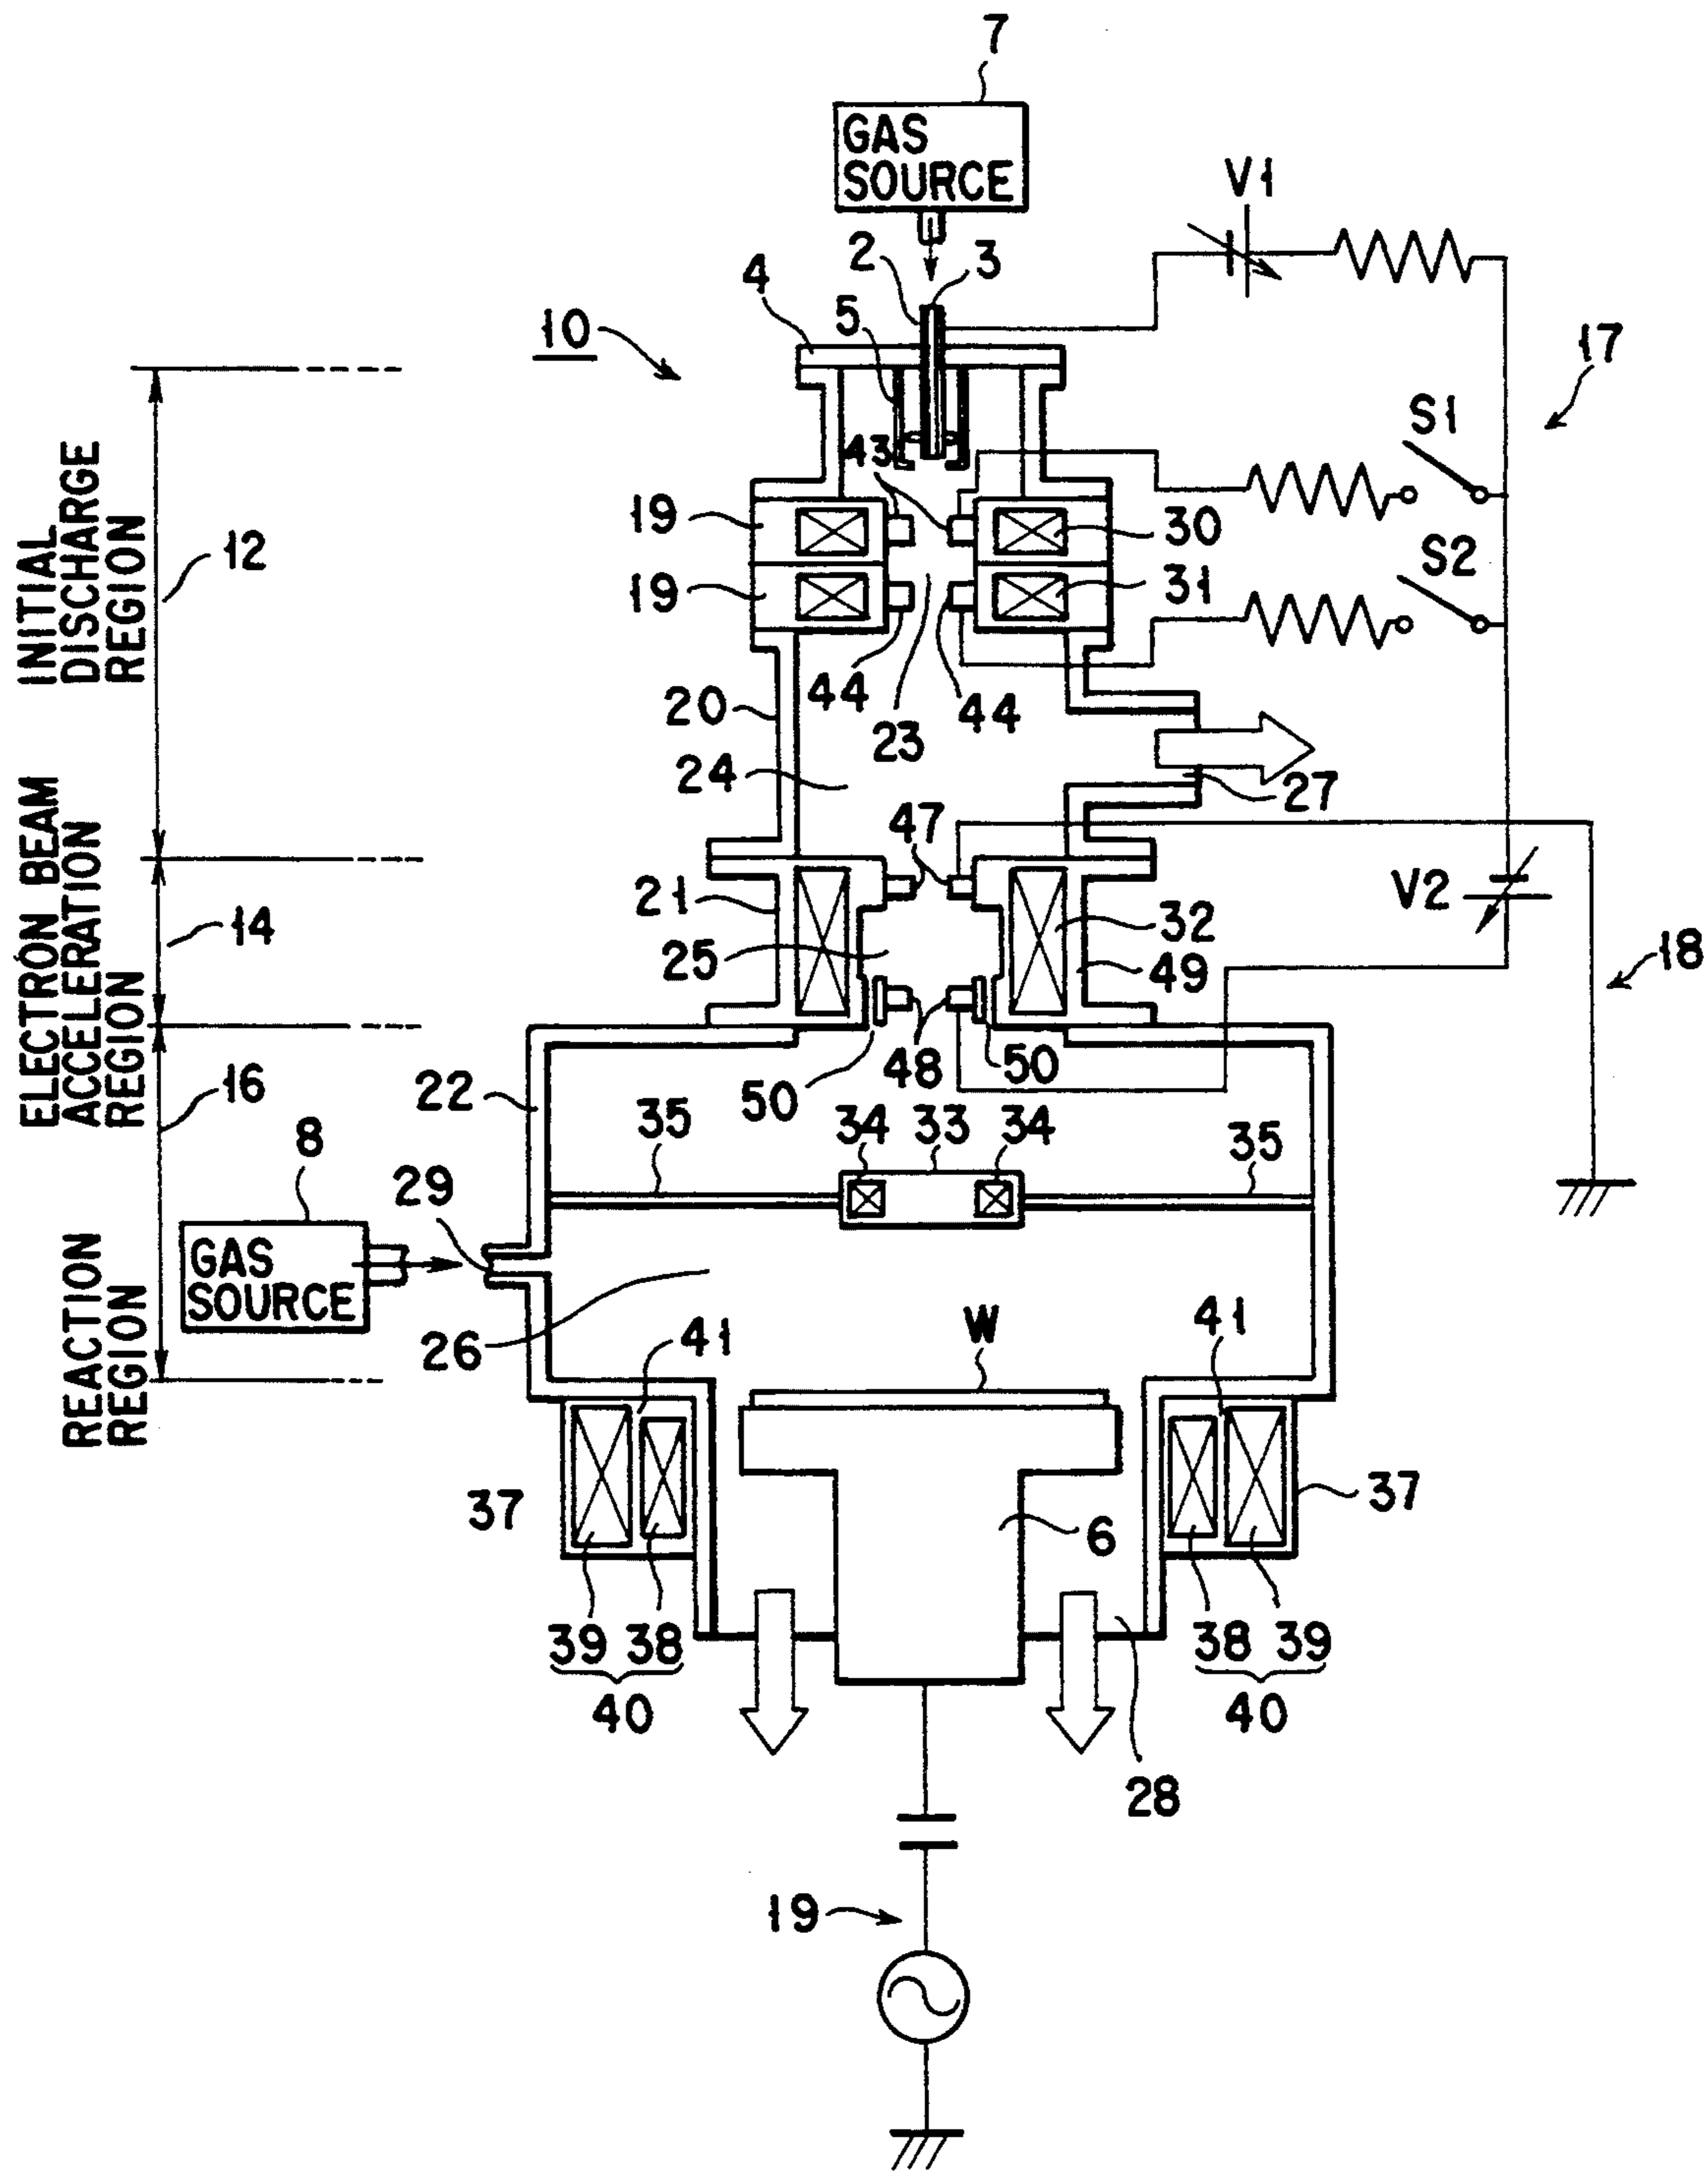 7
GAS
SOURCE
V1
2
3
4
5
10
17
S1
43
19
30
12
INITIAL
DISCHARGE
REGION
S2
19
31
44
44
20
23
24
27
47
ELECTRON BEAM
ACCELERATION
REGION
14
21
V2
32
25
49
18
50
48
50
16
22
8
35
34
33
34
35
29
GAS
SOURCE
REACTION
REGION
26
41
W
41
37
6
37
39 38
40
38 39
40
28
19